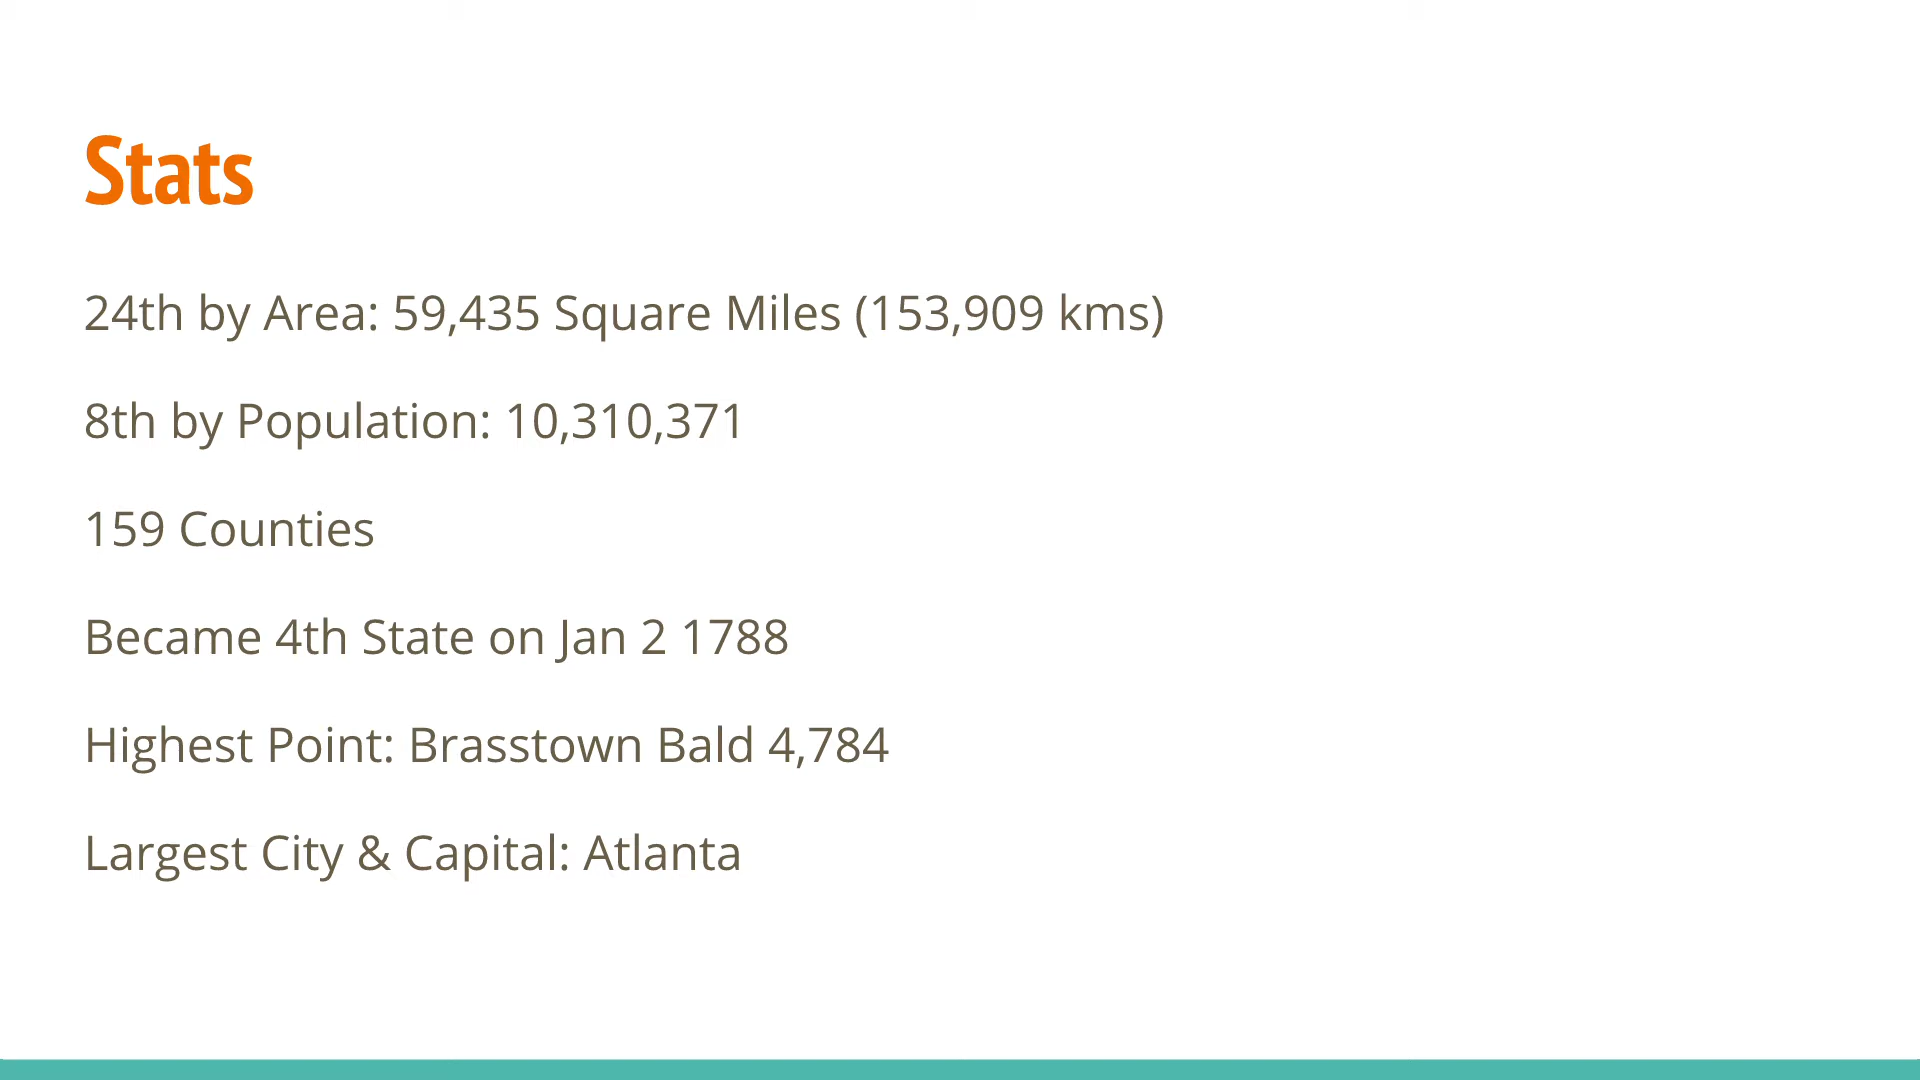 Stats
24th by Area: 59,435 Square Miles (153,909 kms)
8th by Population: 10,310,371
159 Counties
Became 4th State on Jan 2 1788
Highest Point: Brasstown Bald 4,784
Largest City & Capital: Atlanta